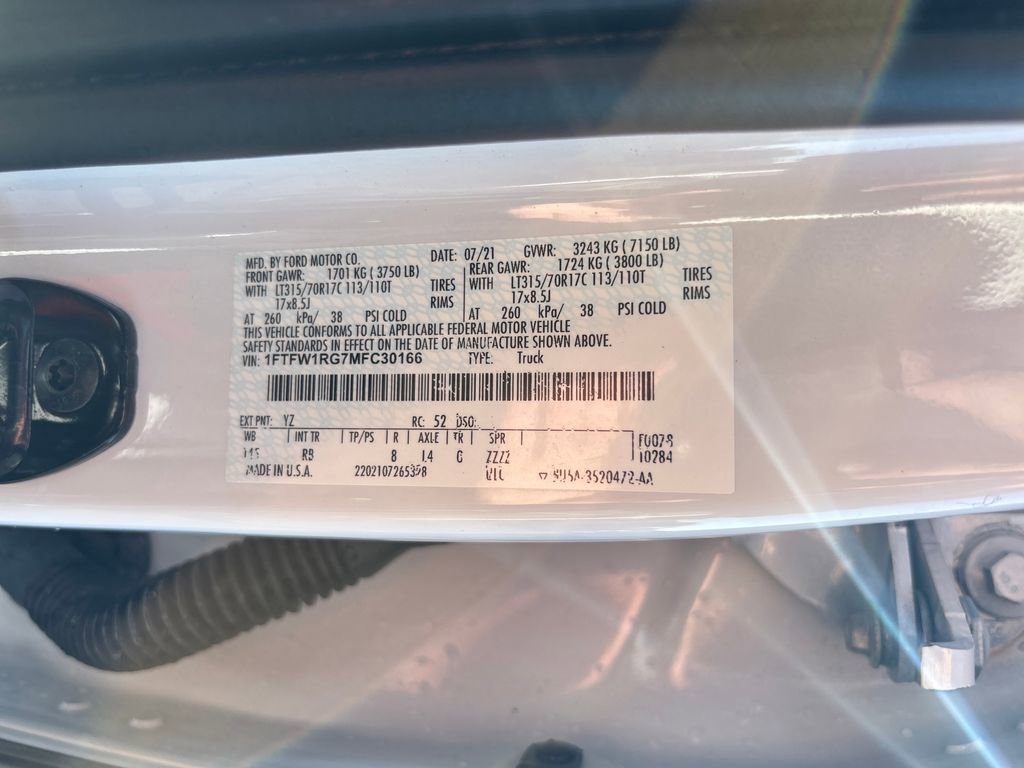 MFD. BY FORD MOTOR CO. DATE: 07/21 GVWR: 3243 KG ( 7150 LB)
FRONT GAWR: 1701 KG ( 3750 LB) REAR GAWR: 1724 KG ( 3800 LB)
WITH LT315/70R17C 113/110T TIRES WITH LT315/70R17C 113/110T TIRES
17x8.5J RIMS 17x8.5J RIMS
AT 260 kPa/ 38 PSI COLD AT 260 kPa/ 38 PSI COLD
THIS VEHICLE CONFORMS TO ALL APPLICABLE FEDERAL MOTOR VEHICLE
SAFETY STANDARDS IN EFFECT ON THE DATE OF MANUFACTURE SHOWN ABOVE.
VIN: 1FTFW1RG7MFC30166 TYPE: Truck
EXT PNT: YZ RC: 52 DSO:
WB INT TR TP/PS R AXLE TR SPR
145 R9 8 L4 G ZZZZ 10284
MADE IN U.S.A.